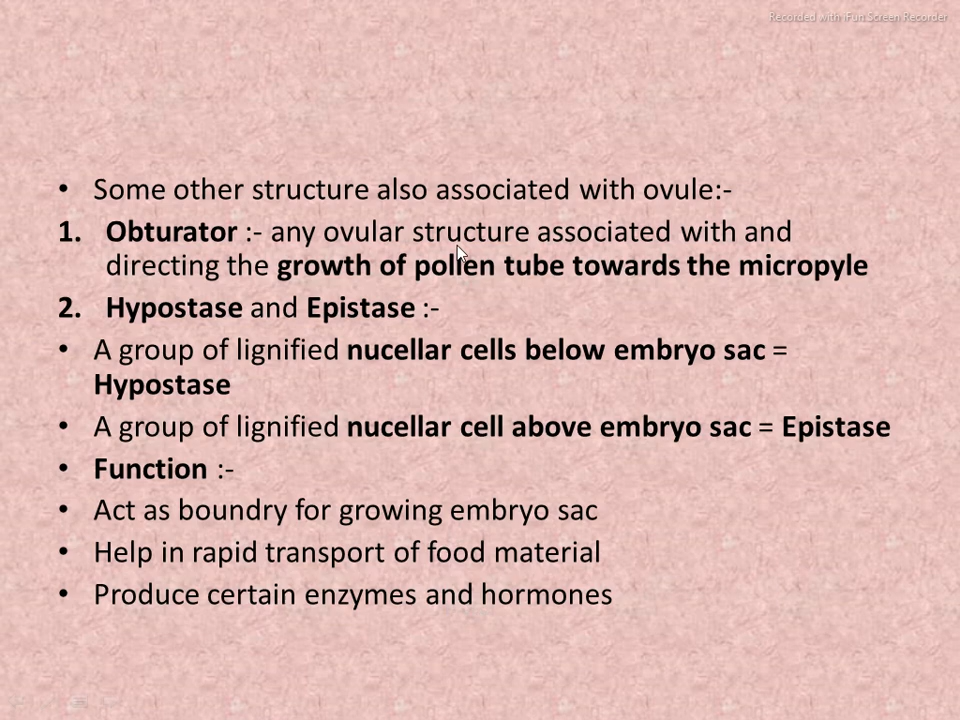 Recorded with iFun Screen Recorder
• Some other structure also associated with ovule:-
1. Obturator :- any ovular structure associated with and
directing the growth of pollen tube towards the micropyle
2. Hypostase and Epistase :-
• A group of lignified nucellar cells below embryo sac =
Hypostase
• A group of lignified nucellar cell above embryo sac = Epistase
• Function :-
• Act as boundry for growing embryo sac
• Help in rapid transport of food material
• Produce certain enzymes and hormones